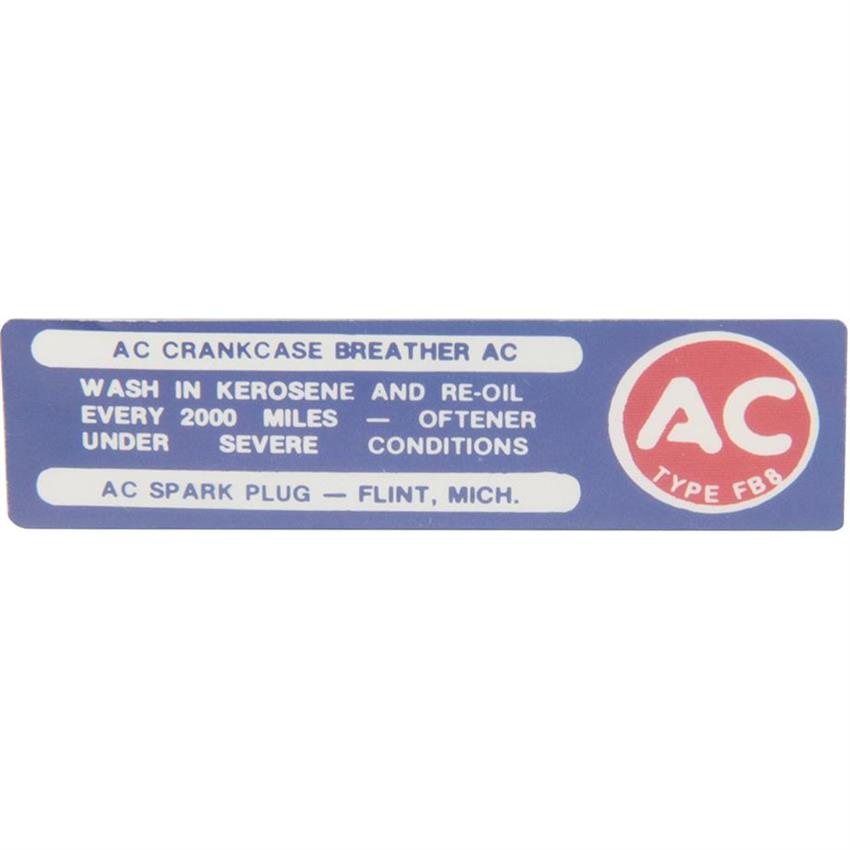 AC CRANKCASE BREATHER AC
WASH IN KEROSENE AND RE-OIL
EVERY 2000 MILES — OFTENER
UNDER SEVERE CONDITIONS
AC SPARK PLUG — FLINT, MICH.
AC
TYPE FB8